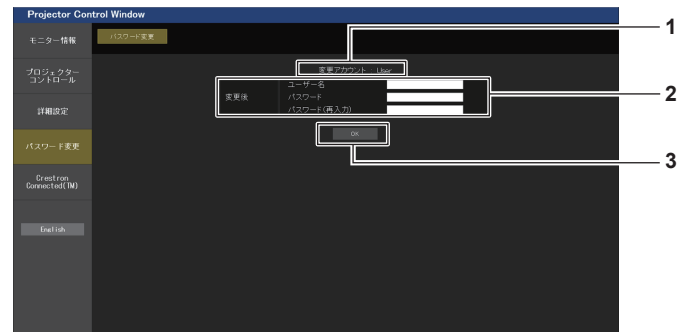 Projector Control Window
モニター情報
パスワード変更
1
変更アカウント User
プロジェクター
コントロール
変更後
ユーザー名
パスワード
パスワード(再入力)
2
詳細設定
OK
3
パスワード変更
Crestron
Connected(TM)
English